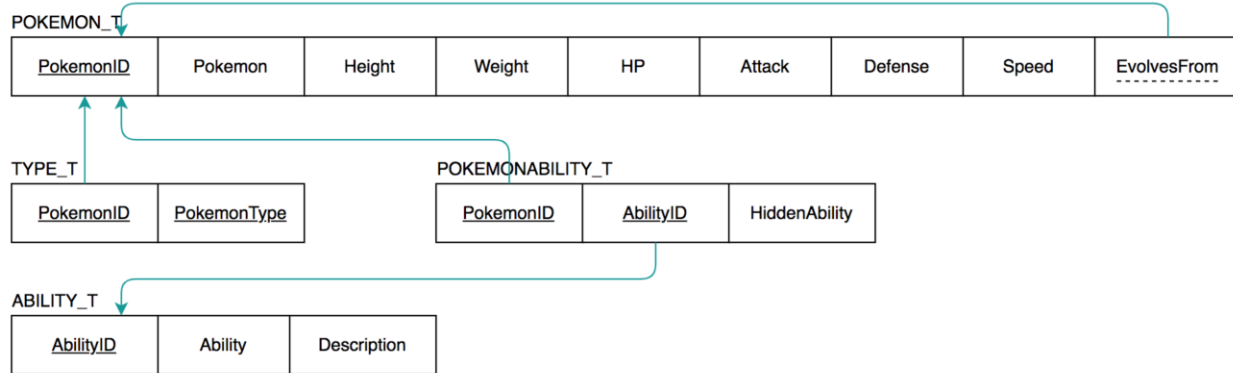 POKEMON_T
PokemonID Pokemon Height Weight HP Attack Defense Speed EvolvesFrom
TYPE_T POKEMONABILITY_T
PokemonID PokemonType PokemonID AbilityID HiddenAbility
ABILITY_T
AbilityID Ability Description